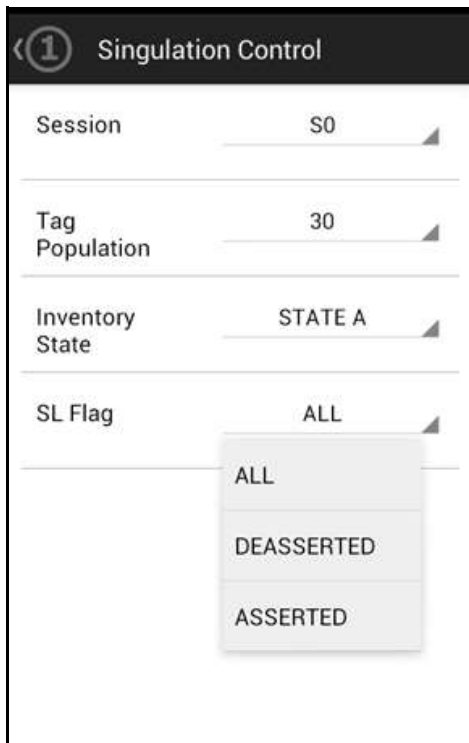 1 Singulation Control
Session S0
Tag 30
Population
Inventory STATE A
State
SL Flag ALL
ALL
DEASSERTED
ASSERTED